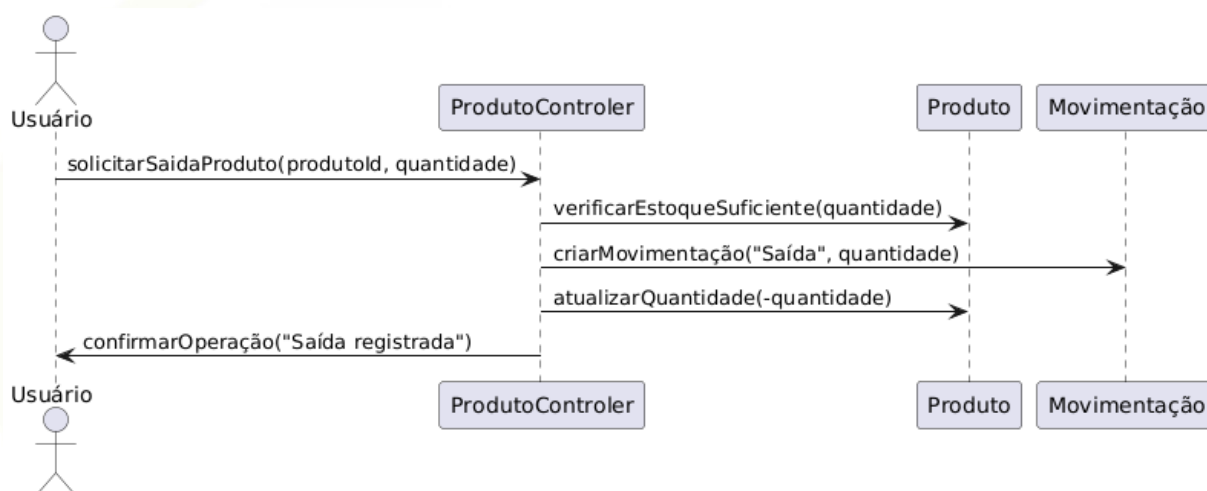 Usuário
ProdutoControler
Produto
Movimentação
solicitarSaidaProduto(produtoId, quantidade)
verificarEstoqueSuficiente(quantidade)
criarMovimentação("Saída", quantidade)
atualizarQuantidade(-quantidade)
confirmarOperação("Saída registrada")
Usuário
ProdutoControler
Produto
Movimentação